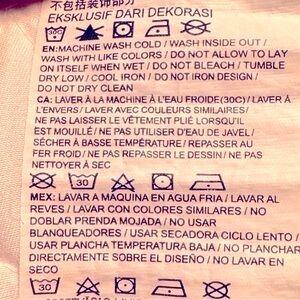 不包括装饰部分
EKSKLUSIF DARI DEKORASI
30
EN:MACHINE WASH COLD / WASH INSIDE OUT /
WASH WITH LIKE COLORS / DO NOT ALLOW TO LAY
ON ITSELF WHEN WET / DO NOT BLEACH / TUMBLE
DRY LOW / COOL IRON / DO NOT IRON DESIGN /
DO NOT DRY CLEAN
CA: LAVER À LA MACHINE À L'EAU FROIDE(30C) / LAVER À
L'ENVERS / LAVER AVEC COULEURS SIMILAIRES /
NE PAS LAISSER LE VÊTEMENT PLIÉ LORSQU'IL
EST MOUILLÉ / NE PAS UTILISER D'EAU DE JAVEL /
SÈCHER À BASSE TEMPÉRATURE / REPASSER AU
FER FROID / NE PAS REPASSER LE DESSIN / NE PAS
NETTOYER À SEC
30
MEX: LAVAR A MAQUINA EN AGUA FRIA / LAVAR AL
REVES / LAVAR CON COLORES SIMILARES / NO
DOBLAR PRENDA MOJADA / NO USAR
BLANQUEADORES / USAR SECADORA CICLO LENTO /
USAR PLANCHA TEMPERATURA BAJA / NO PLANCHAR
DIRECTAMENTE SOBRE EL DISEÑO / NO LAVAR EN
SECO
30